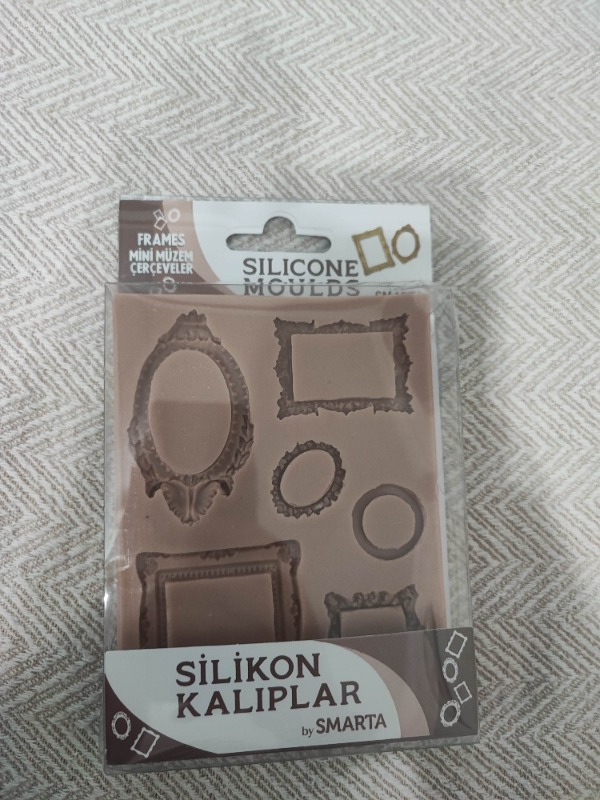 FRAMES
MİNİ MÜZEM
ÇERÇEVELER
SILICONE
MOULDS
SİLİKON
KALIPLAR
by SMARTA